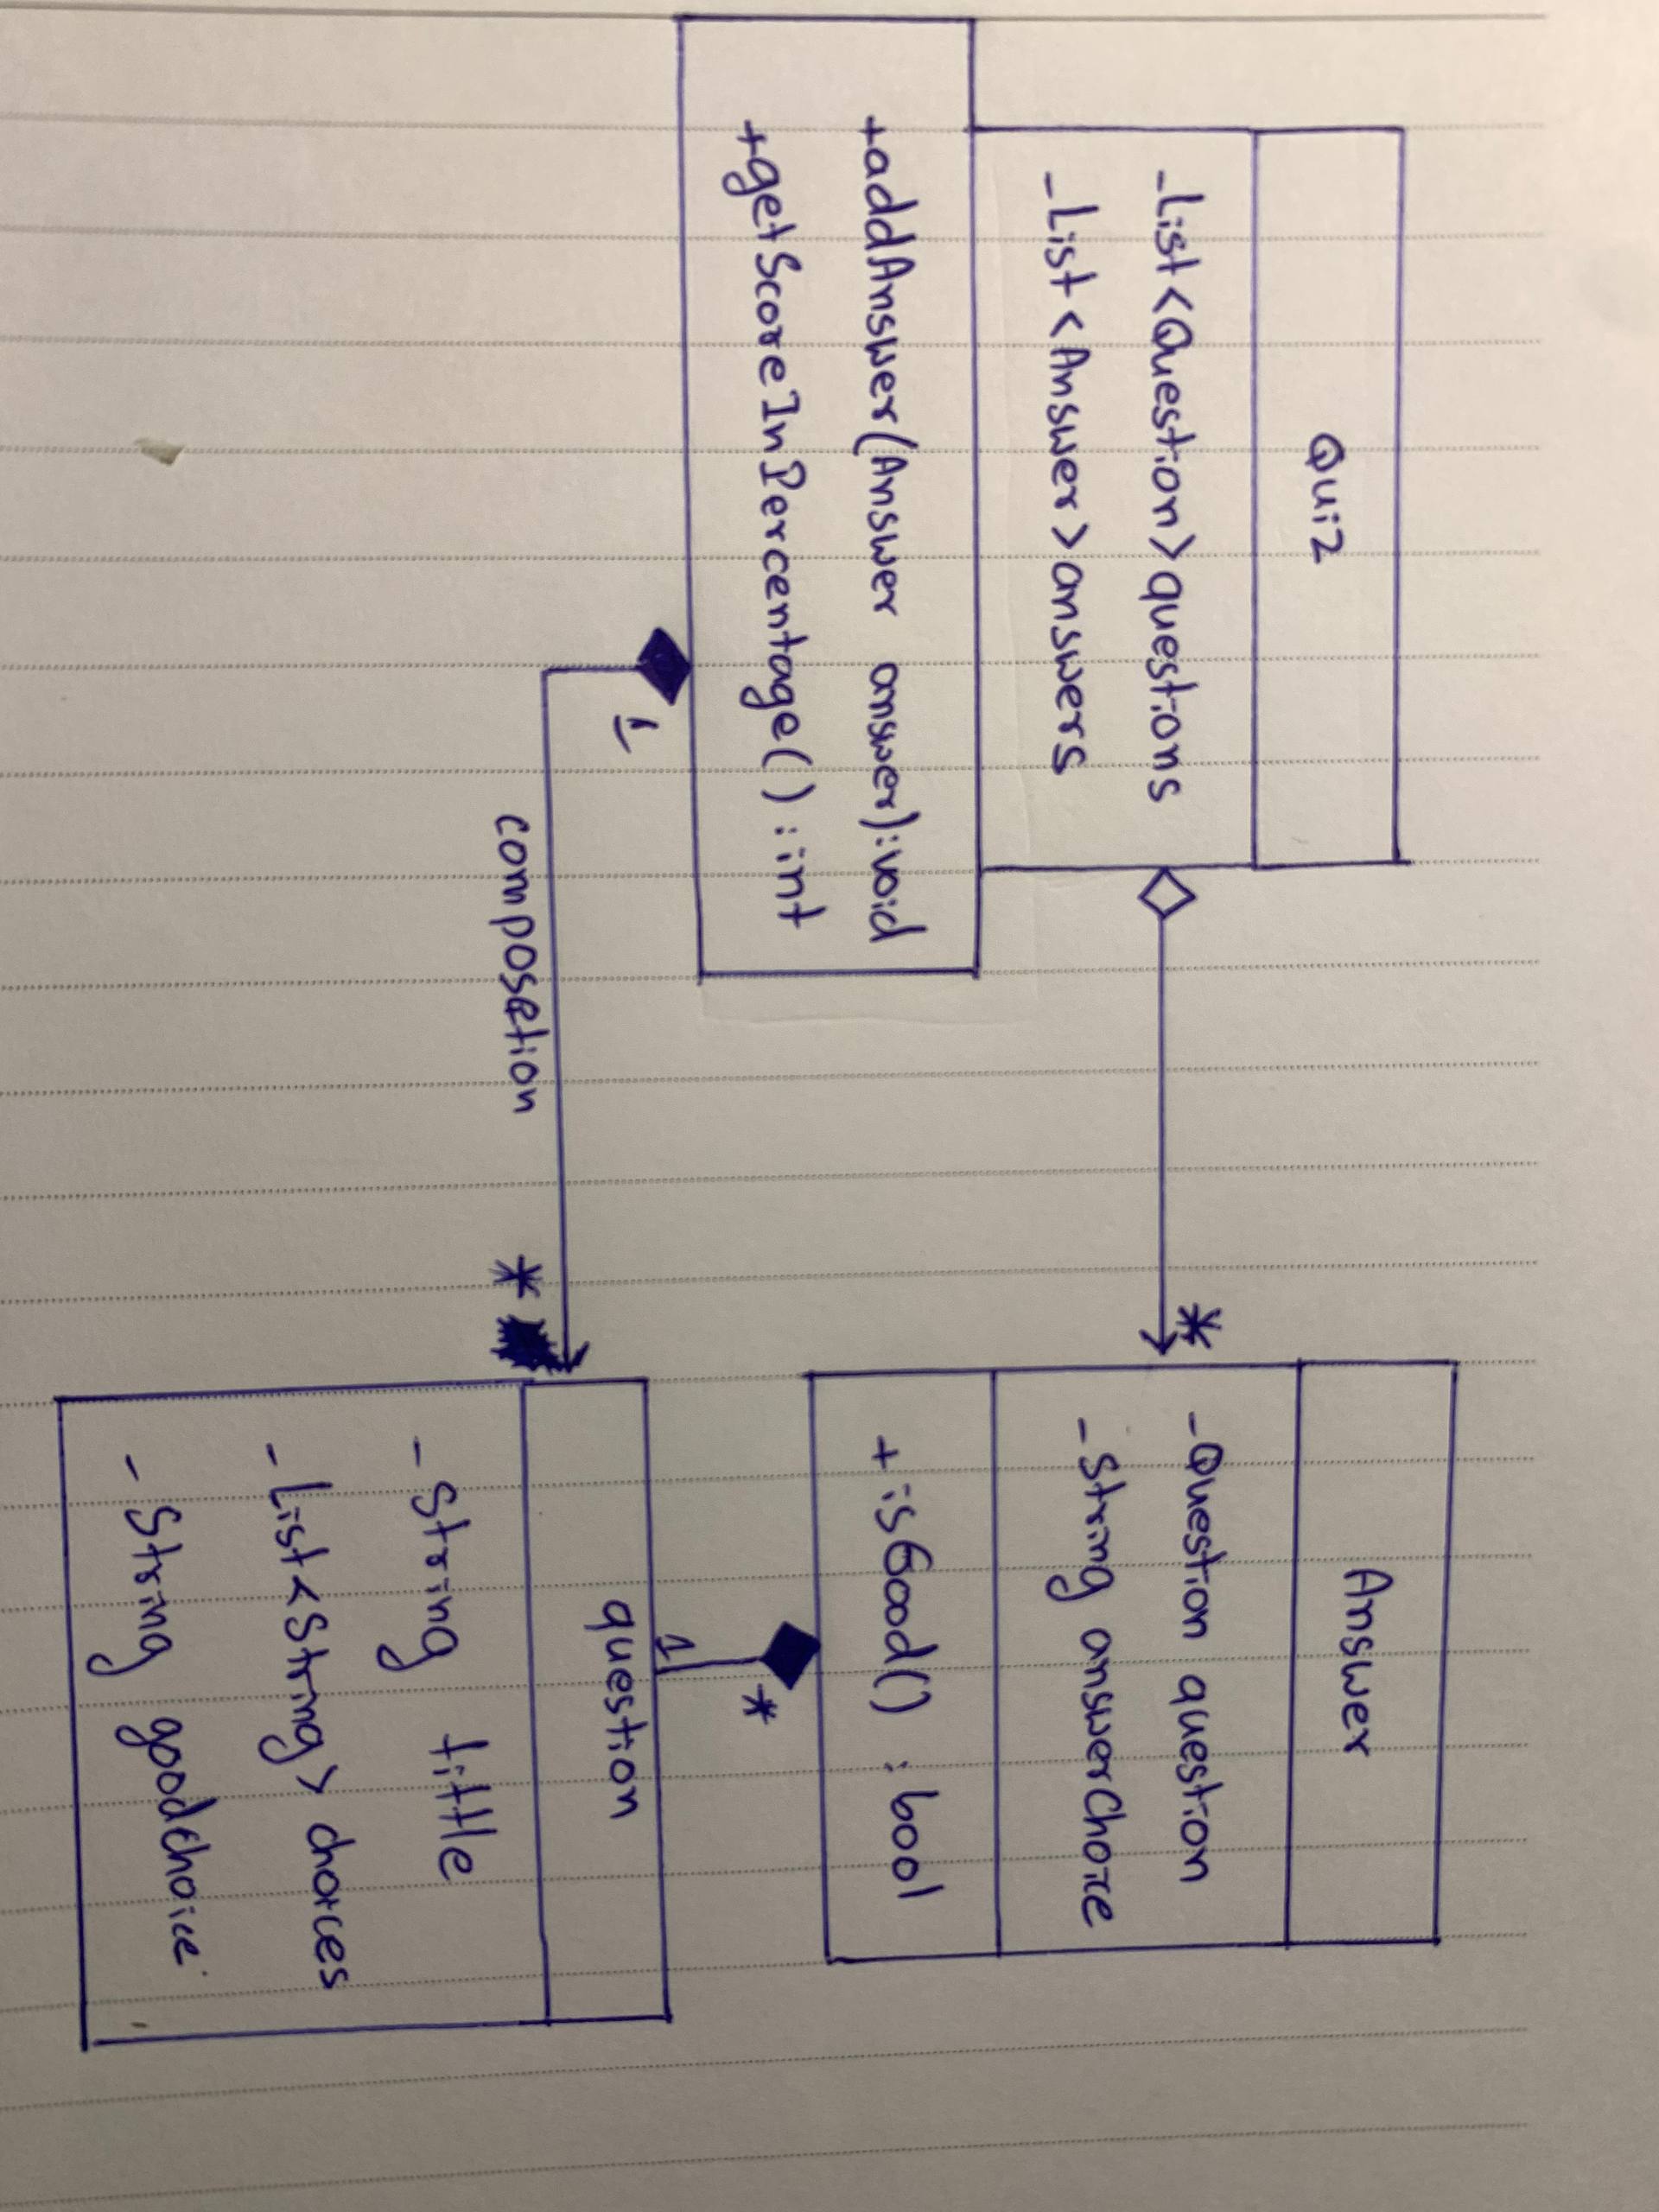 Quiz
-List<Question>questions
-List<Answer>answers
+addAnswer(Answer answer):void
+getScoreInPercentage():int
1
composetion
*
*
Answer
-Question question
-String answerChoice
+isGood() : bool
*
1
question
-String tittle
-List<String> choices
-String goodchoice